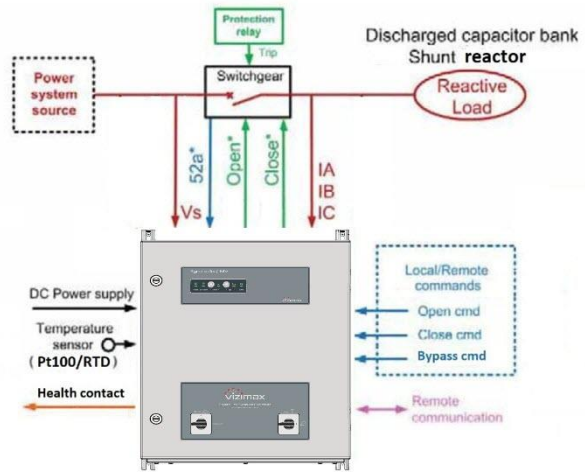 Protection
relay
Trip
Discharged capacitor bank
Shunt reactor
Power
system
source
Switchgear
Reactive
Load
52a*
Open*
Close*
IA
IB
IC
Vs
Local/Remote
commands
DC Power supply
Open cmd
Temperature
sensor
Close cmd
( Pt100/RTD )
Bypass cmd
Health contact
vizimax
Remote
communication